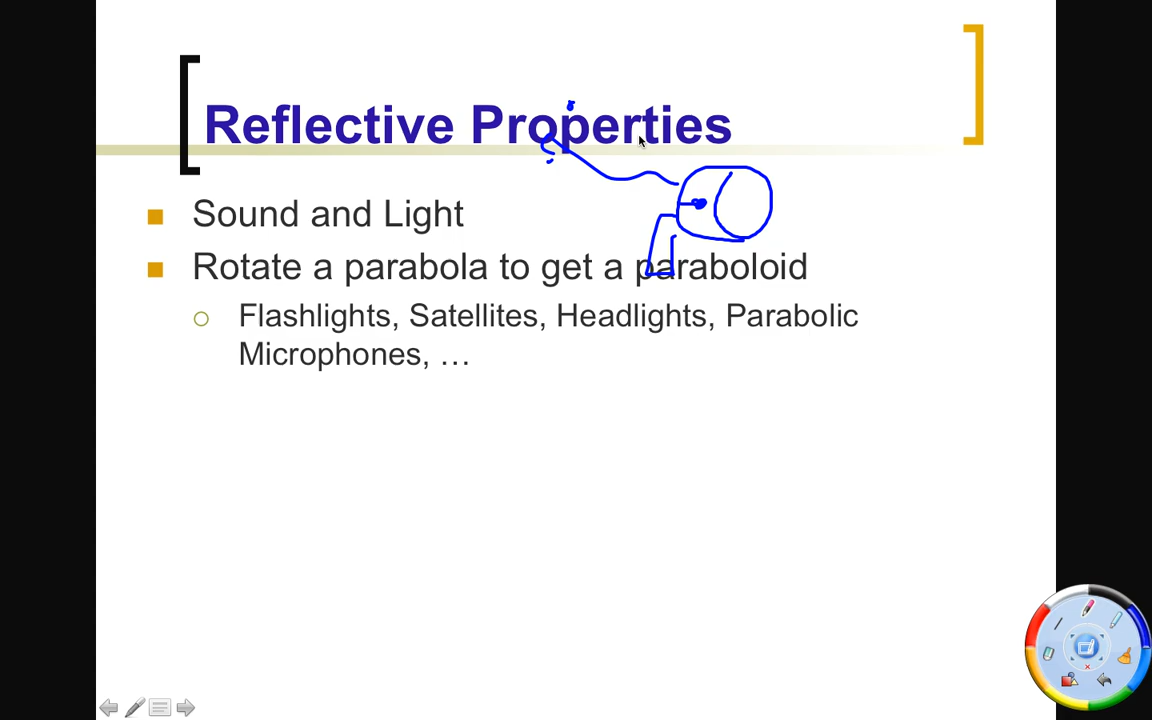 Reflective Properties
Sound and Light
Rotate a parabola to get a paraboloid
Flashlights, Satellites, Headlights, Parabolic
Microphones, …